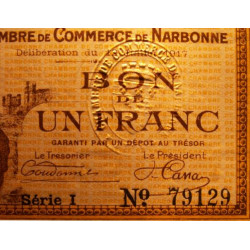 MBRE DE COMMERCE DE NARBONNE
Délibération du 1917
BON
DE
UN FRANC
GARANTI PAR UN DÉPOT AU TRÉSOR
Le Trésorier Le Président
Série I Nº 79129